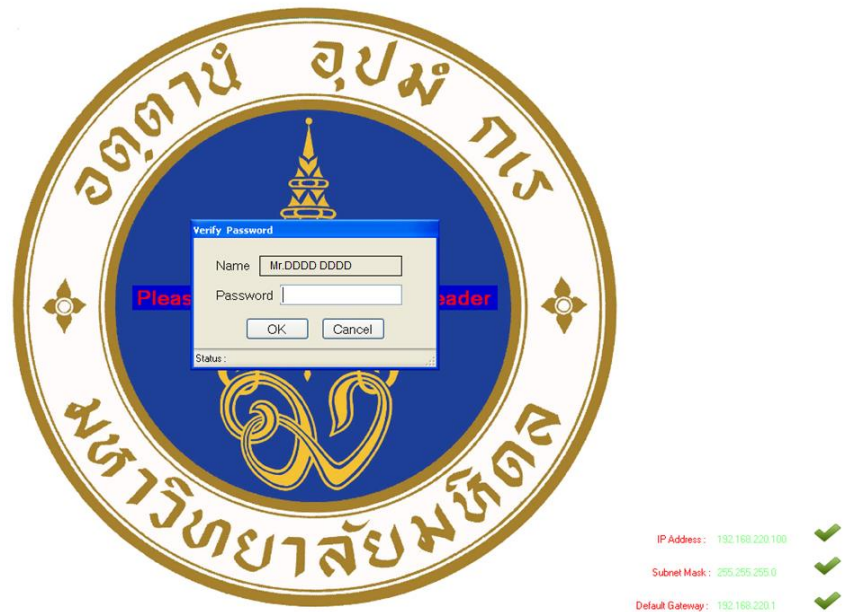 อตฺตานํ อุปมํ กเร
Verify Password
Name Mr.DDDD DDDD
Pleas
Password
eader
OK Cancel
Status :
มหาวิทยาลัยมหิดล
IP Address : 192.168.220.100
Subnet Mask : 255.255.255.0
Default Gateway : 192.168.220.1